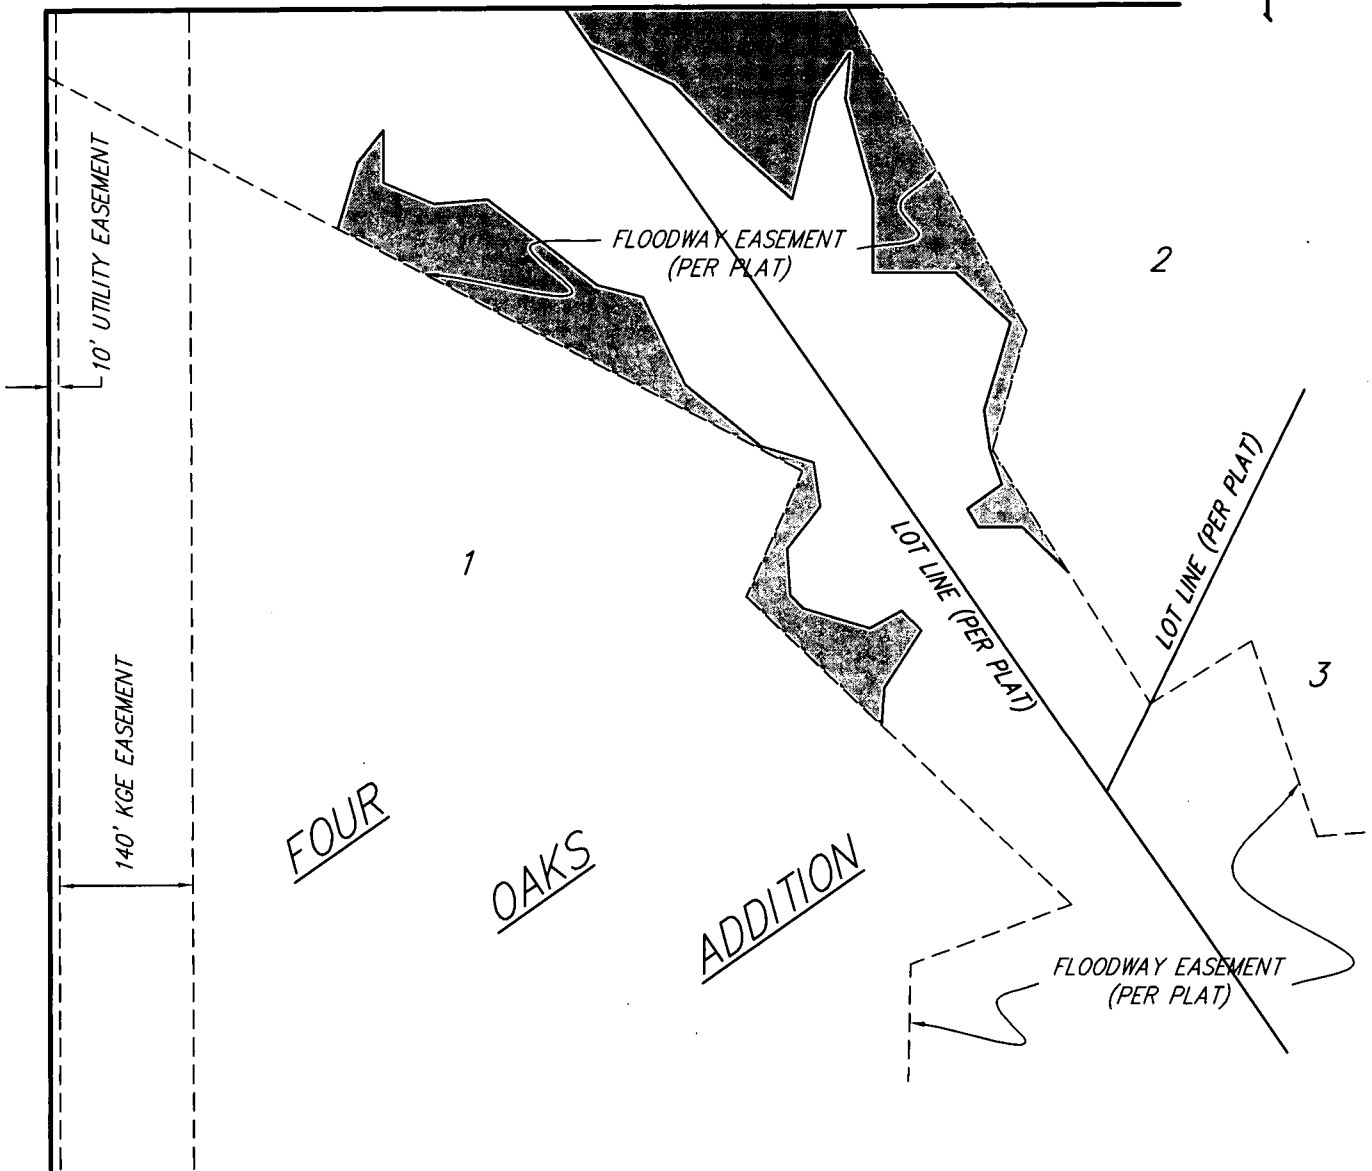 10' UTILITY EASEMENT
FLOODWAY EASEMENT
(PER PLAT)
2
1
LOT LINE (PER PLAT)
LOT LINE (PER PLAT)
3
140' KGE EASEMENT
FOUR
OAKS
ADDITION
FLOODWAY EASEMENT
(PER PLAT)